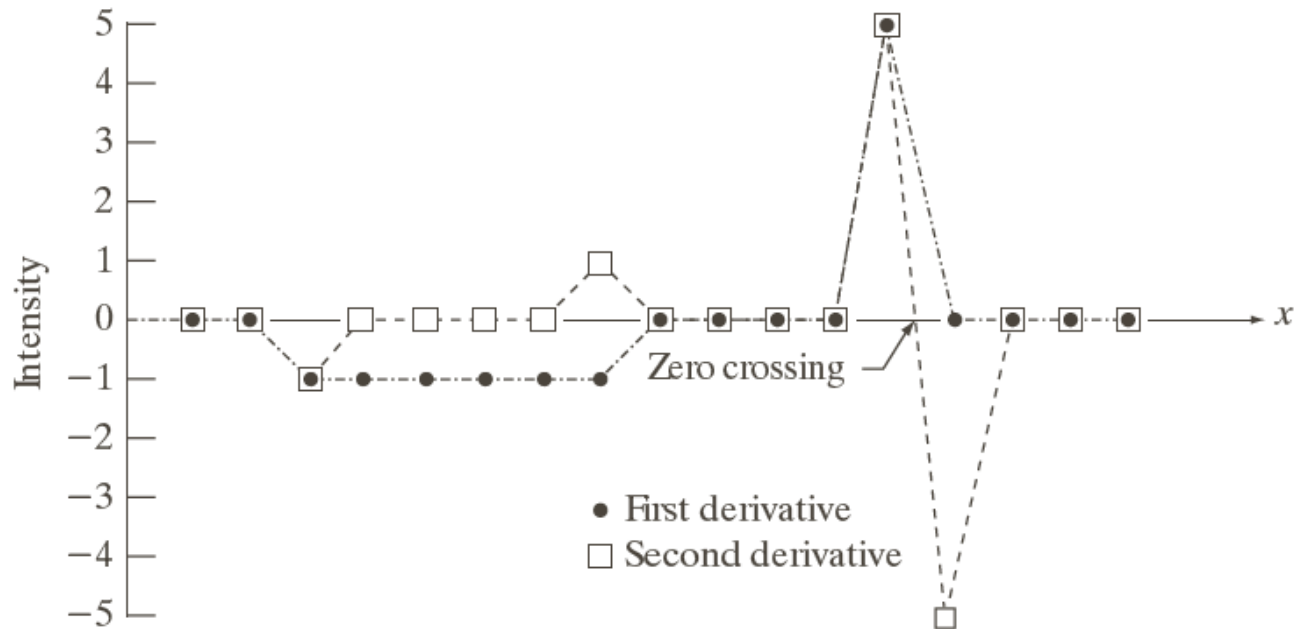 5
4
3
2
1
0
−1
−2
−3
−4
−5
Intensity
x
Zero crossing
First derivative
Second derivative